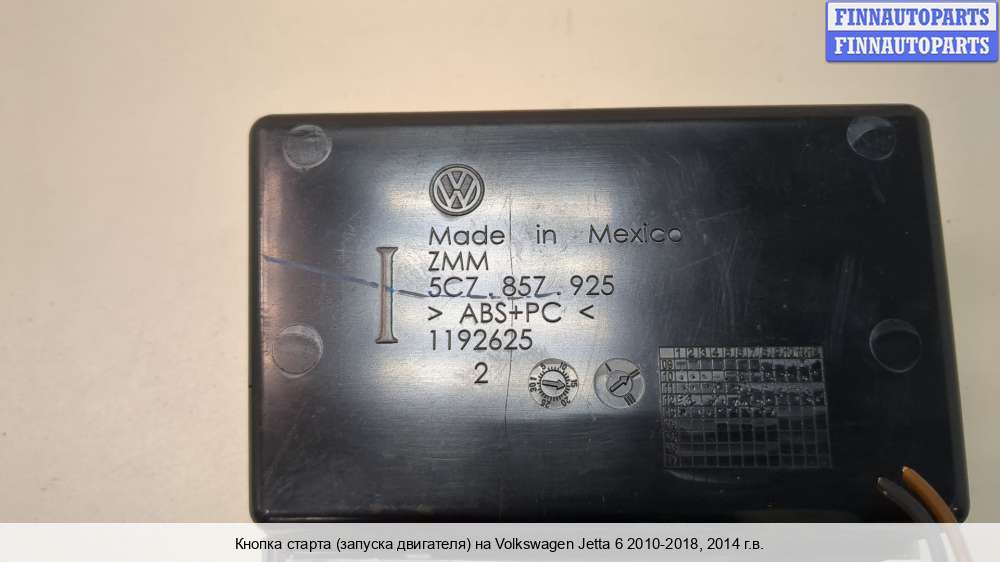 FINNAUTOPARTS
FINNAUTOPARTS
Made in Mexico
ZMM
5CZ.857.925
> ABS+PC <
1192625
2
Кнопка старта (запуска двигателя) на Volkswagen Jetta 6 2010-2018, 2014 г.в.